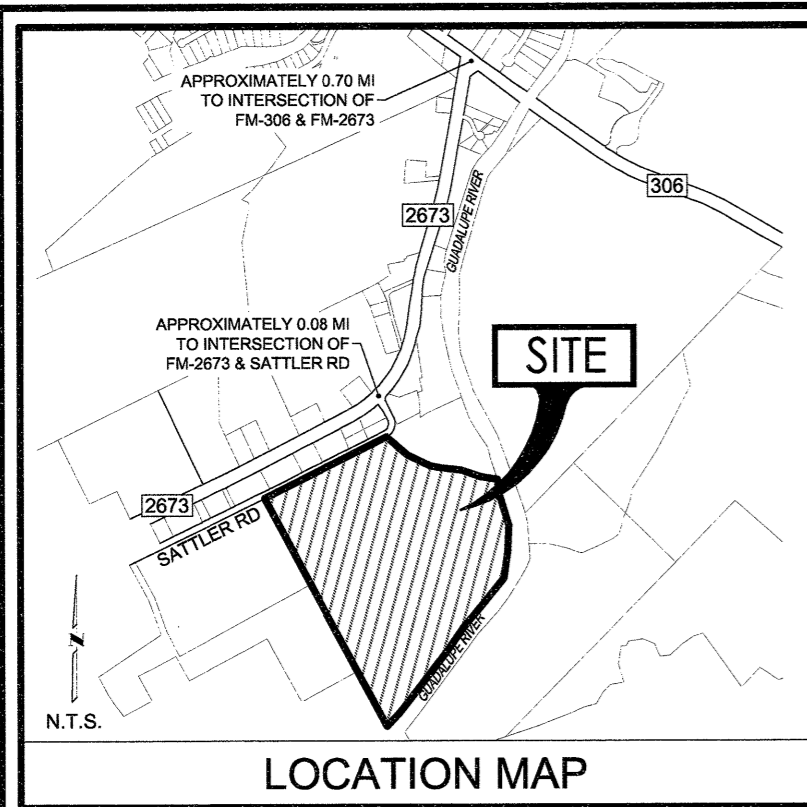 APPROXIMATELY 0.70 MI
TO INTERSECTION OF
FM-306 & FM-2673
306
2673
GUADALUPE RIVER
APPROXIMATELY 0.08 MI
TO INTERSECTION OF
FM-2673 & SATTLER RD
SITE
2673
SATTLER RD
GUADALUPE RIVER
N
N.T.S.
LOCATION MAP